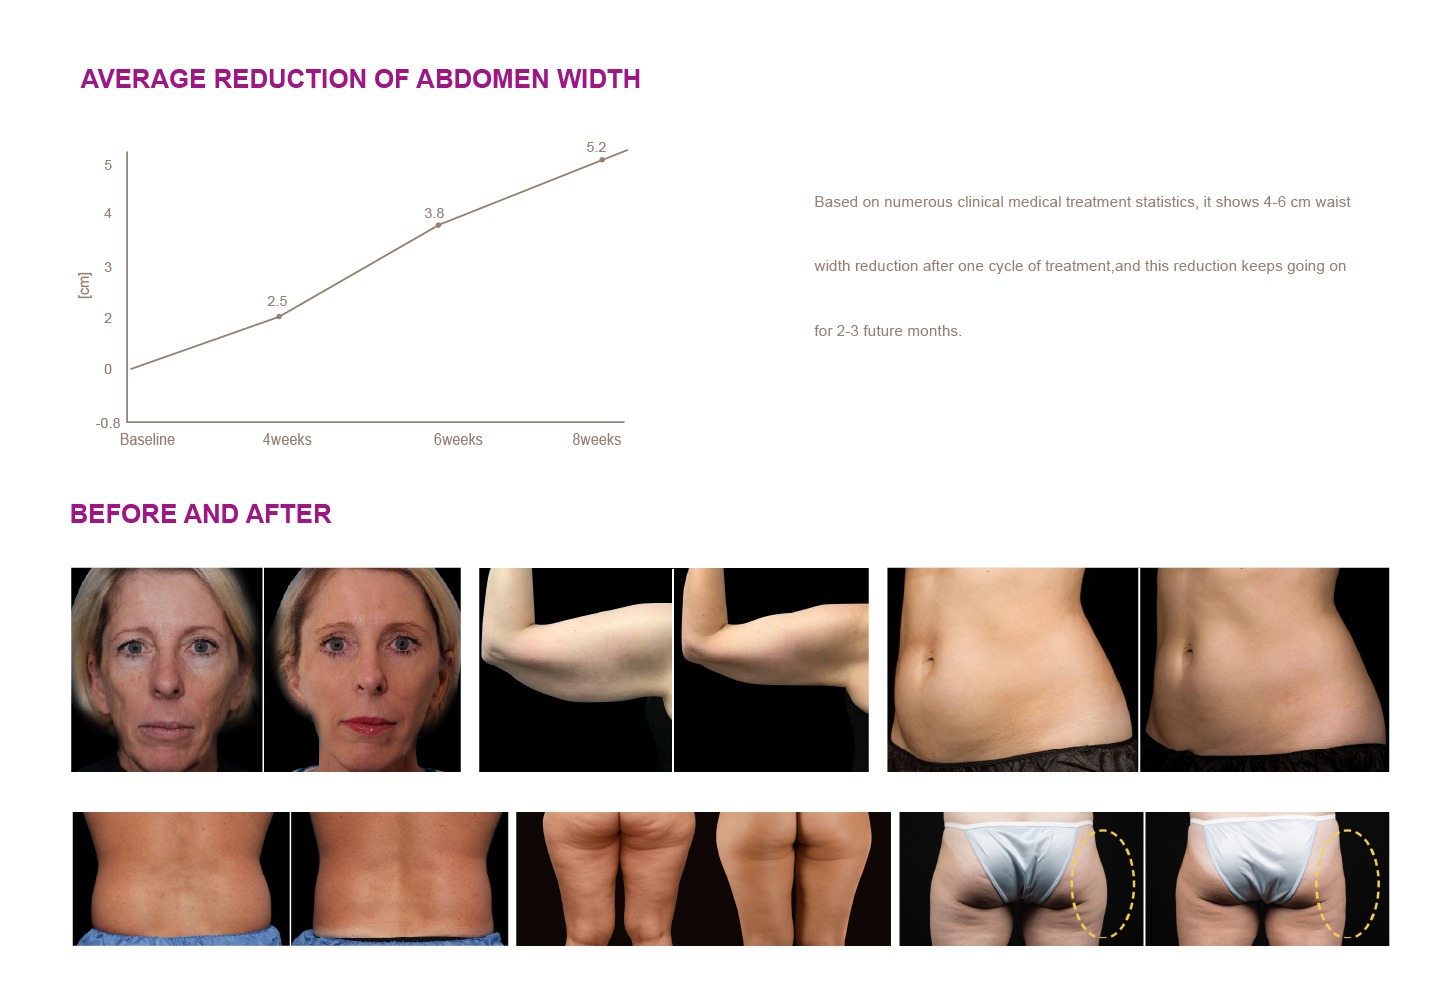 AVERAGE REDUCTION OF ABDOMEN WIDTH
5.2
5
3.8
4
3
[cm]
2.5
2
0
-0.8
Baseline 4weeks 6weeks 8weeks
Based on numerous clinical medical treatment statistics, it shows 4-6 cm waist
width reduction after one cycle of treatment,and this reduction keeps going on
for 2-3 future months.
BEFORE AND AFTER